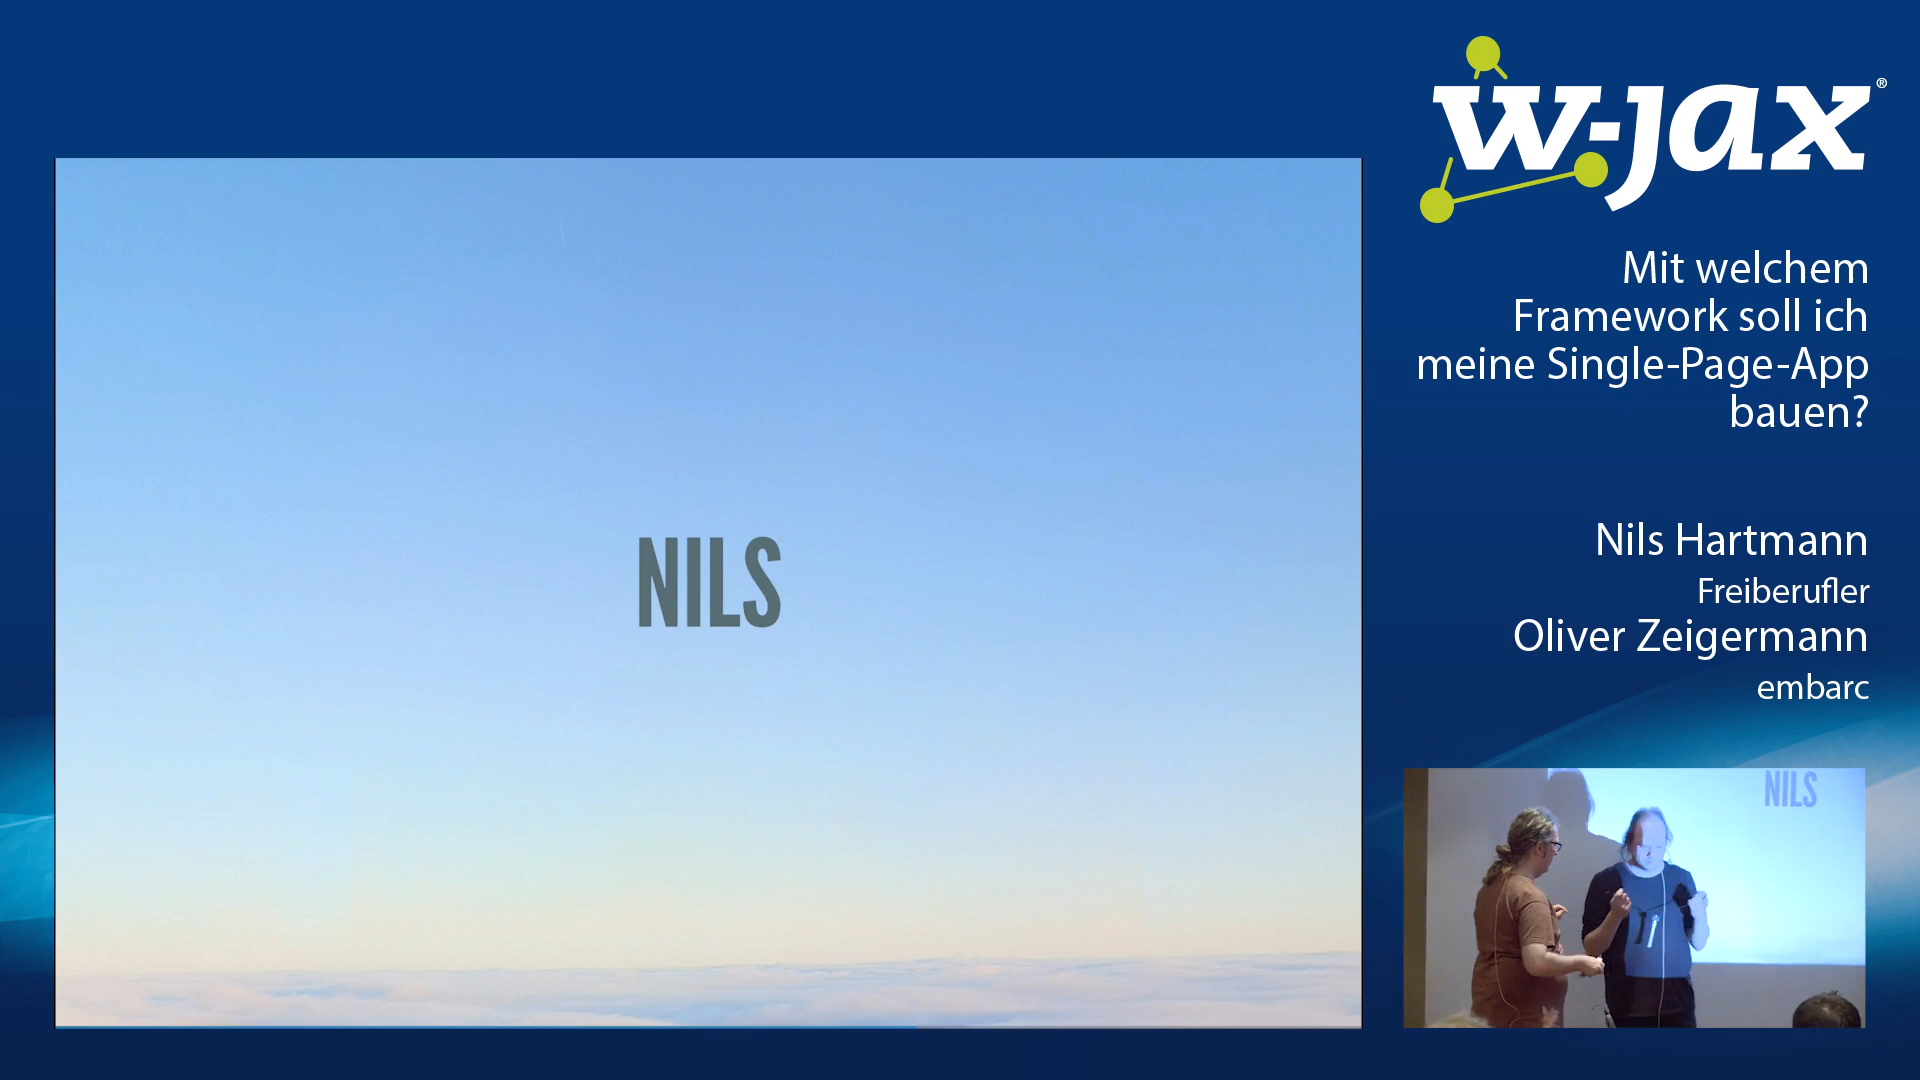 w-jax®
Mit welchem
Framework soll ich
meine Single-Page-App
bauen?
NILS
Nils Hartmann
Freiberufler
Oliver Zeigermann
embarc
NILS